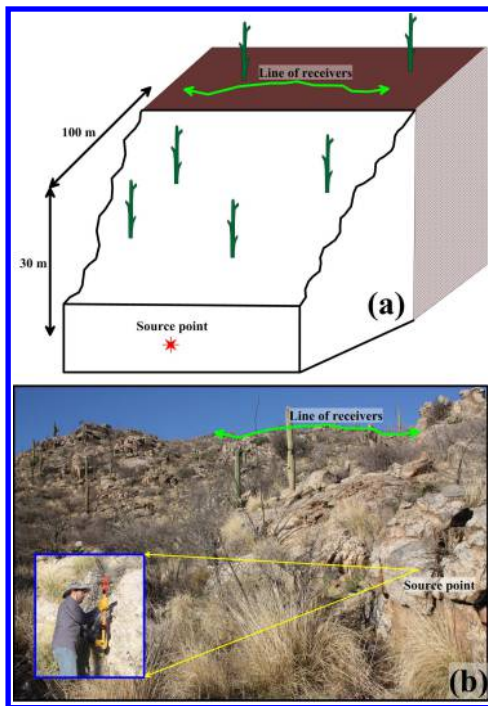 Line of receivers
100 m
30 m
(a)
Source point
Line of receivers
Source point
(b)